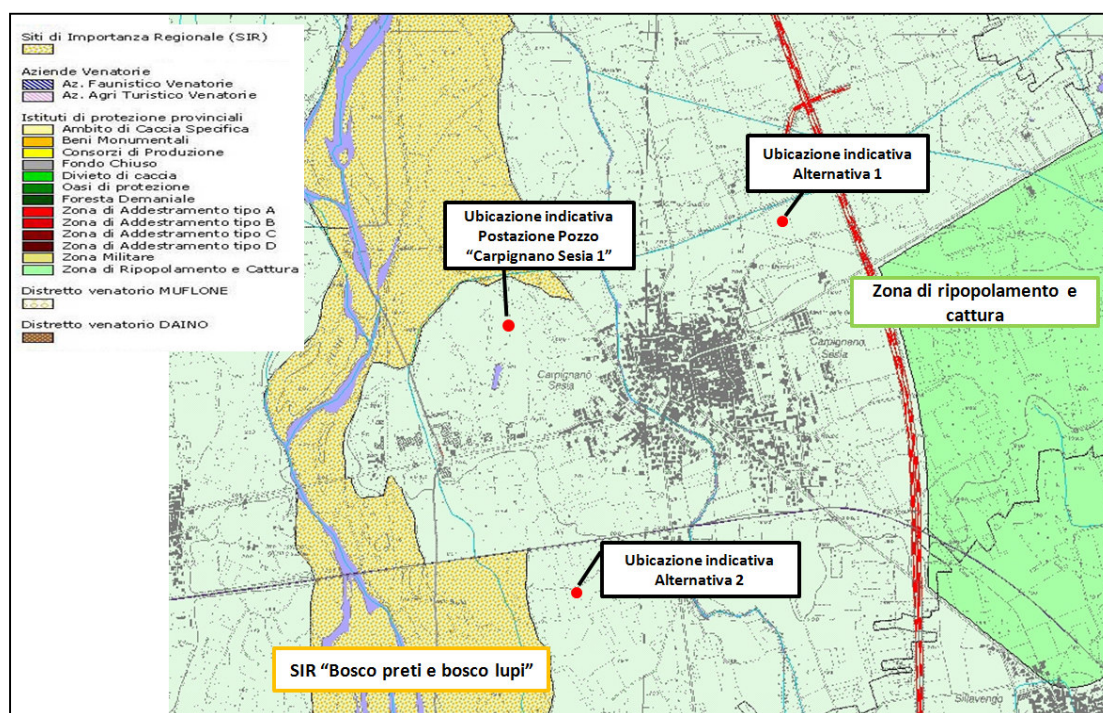 Siti di Importanza Regionale (SIR)
Aziende Venatorie
Az. Faunistico Venatorie
Az. Agri Turistico Venatorie
Istituti di protezione provinciali
Ambito di Caccia Specifica
Beni Monumentali
Consorzi di Produzione
Fondo Chiuso
Divieto di caccia
Oasi di protezione
Foresta Demaniale
Zona di Addestramento tipo A
Zona di Addestramento tipo B
Zona di Addestramento tipo C
Zona di Addestramento tipo D
Zona Militare
Zona di Ripopolamento e Cattura
Distretto venatorio MUFLONE
Distretto venatorio DAINO
Ubicazione indicativa
Alternativa 1
Ubicazione indicativa
Postazione Pozzo
“Carpignano Sesia 1”
Zona di ripopolamento e
cattura
Carpignano
Sesia
Carpignano
Sesia
Ubicazione indicativa
Alternativa 2
SIR “Bosco preti e bosco lupi”
Sillavengo